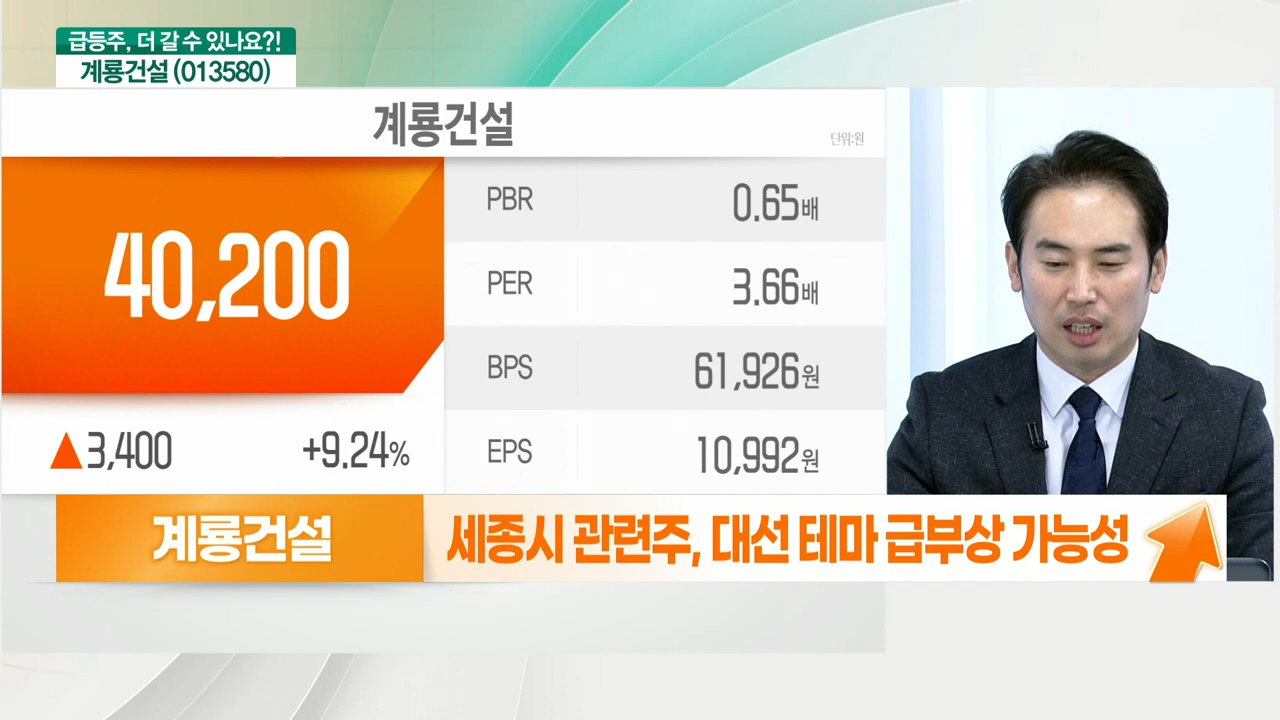 급등주, 더 갈 수 있나요?!
계룡건설 (013580)
계룡건설
단위:원
40,200
▲3,400 +9.24%
PBR 0.65배
PER 3.66배
BPS 61,926원
EPS 10,992원
계룡건설 세종시 관련주, 대선 테마 급부상 가능성